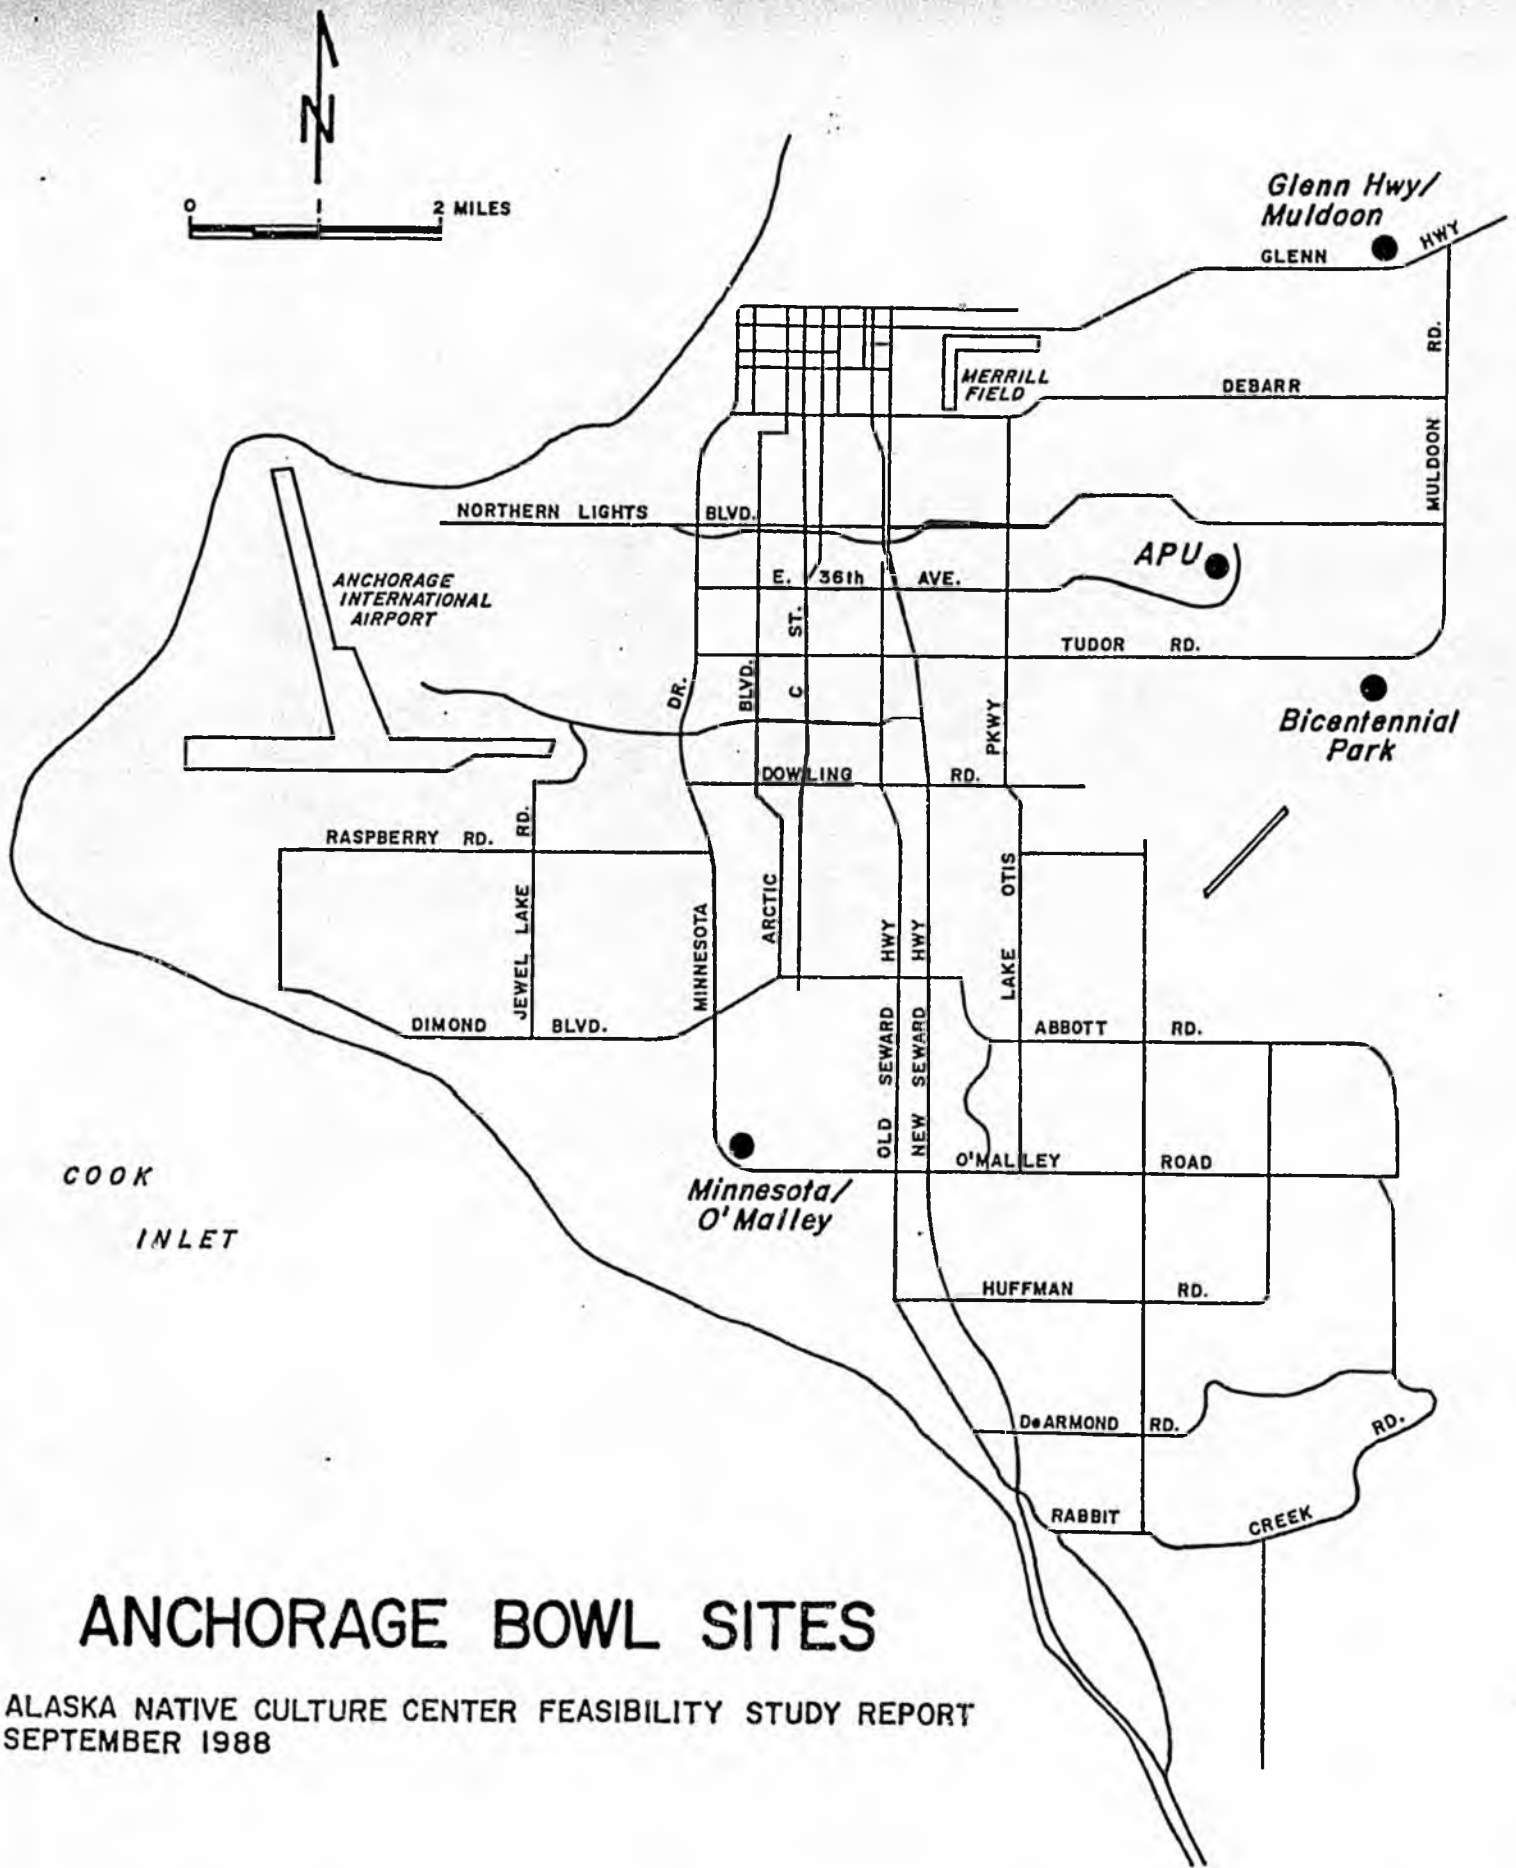 N
0 1 2 MILES
Glenn Hwy/
Muldoon
GLENN HWY
MERRILL
FIELD
DEBARR
MULDOON RD.
NORTHERN LIGHTS BLVD.
APU
ANCHORAGE
INTERNATIONAL
AIRPORT
E. 36th AVE.
C ST.
TUDOR RD.
MINNESOTA DR.
ARCTIC BLVD.
Bicentennial
Park
LAKE OTIS PKWY
DOWLING RD.
RASPBERRY RD.
JEWEL LAKE RD.
OLD SEWARD HWY
NEW SEWARD HWY
DIMOND BLVD.
ABBOTT RD.
O'MALLEY ROAD
Minnesota/
O'Malley
COOK
INLET
HUFFMAN RD.
DeARMOND RD.
RABBIT CREEK RD.
ANCHORAGE BOWL SITES
ALASKA NATIVE CULTURE CENTER FEASIBILITY STUDY REPORT
SEPTEMBER 1988